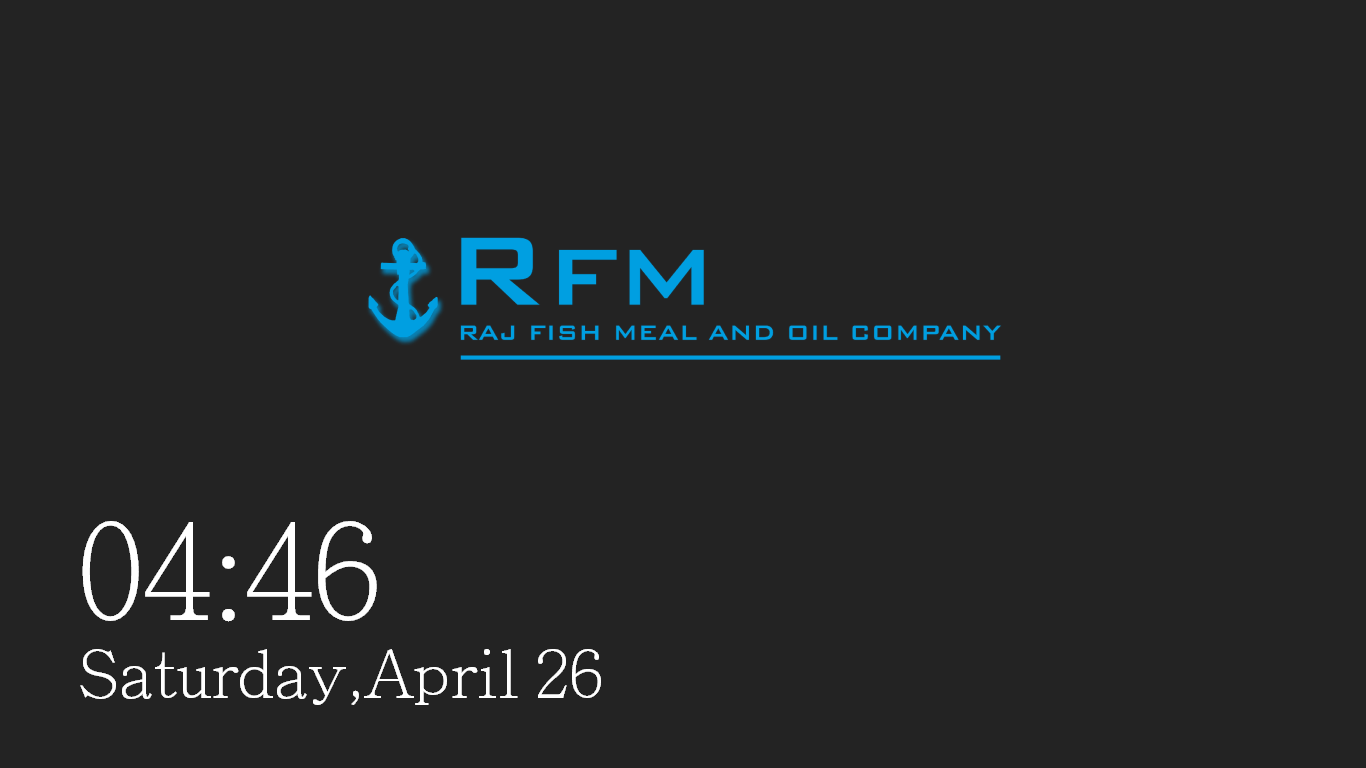 RFM
RAJ FISH MEAL AND OIL COMPANY
04:46
Saturday,April 26